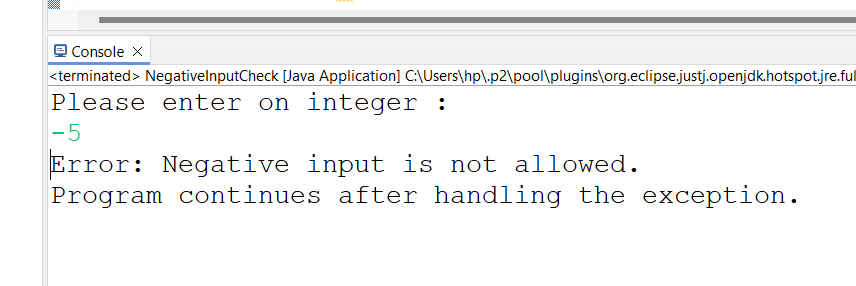 Console
<terminated> NegativeInputCheck [Java Application] C:\Users\hp\.p2\pool\plugins\org.eclipse.justj.openjdk.hotspot.jre.ful
Please enter on integer :
-5
Error: Negative input is not allowed.
Program continues after handling the exception.